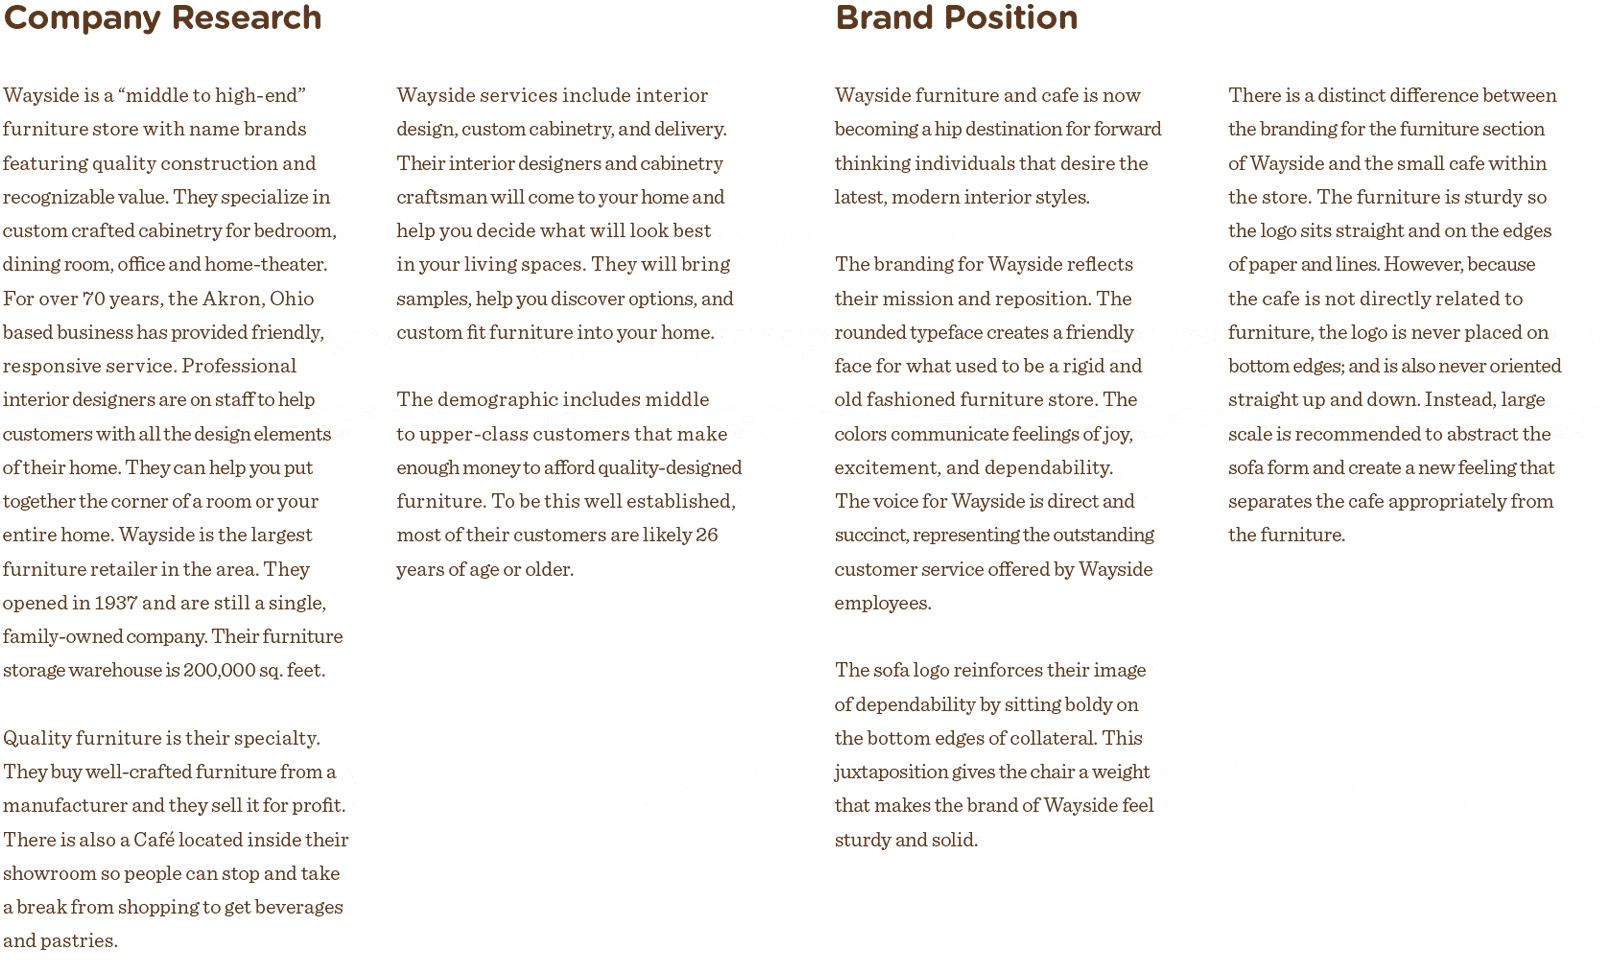 Company Research
Wayside is a “middle to high-end”
furniture store with name brands
featuring quality construction and
recognizable value. They specialize in
custom crafted cabinetry for bedroom,
dining room, office and home-theater.
For over 70 years, the Akron, Ohio
based business has provided friendly,
responsive service. Professional
interior designers are on staff to help
customers with all the design elements
of their home. They can help you put
together the corner of a room or your
entire home. Wayside is the largest
furniture retailer in the area. They
opened in 1937 and are still a single,
family-owned company. Their furniture
storage warehouse is 200,000 sq. feet.
Quality furniture is their specialty.
They buy well-crafted furniture from a
manufacturer and they sell it for profit.
There is also a Café located inside their
showroom so people can stop and take
a break from shopping to get beverages
and pastries.
Wayside services include interior
design, custom cabinetry, and delivery.
Their interior designers and cabinetry
craftsman will come to your home and
help you decide what will look best
in your living spaces. They will bring
samples, help you discover options, and
custom fit furniture into your home.
The demographic includes middle
to upper-class customers that make
enough money to afford quality-designed
furniture. To be this well established,
most of their customers are likely 26
years of age or older.
Brand Position
Wayside furniture and cafe is now
becoming a hip destination for forward
thinking individuals that desire the
latest, modern interior styles.
The branding for Wayside reflects
their mission and reposition. The
rounded typeface creates a friendly
face for what used to be a rigid and
old fashioned furniture store. The
colors communicate feelings of joy,
excitement, and dependability.
The voice for Wayside is direct and
succinct, representing the outstanding
customer service offered by Wayside
employees.
The sofa logo reinforces their image
of dependability by sitting boldy on
the bottom edges of collateral. This
juxtaposition gives the chair a weight
that makes the brand of Wayside feel
sturdy and solid.
There is a distinct difference between
the branding for the furniture section
of Wayside and the small cafe within
the store. The furniture is sturdy so
the logo sits straight and on the edges
of paper and lines. However, because
the cafe is not directly related to
furniture, the logo is never placed on
bottom edges; and is also never oriented
straight up and down. Instead, large
scale is recommended to abstract the
sofa form and create a new feeling that
separates the cafe appropriately from
the furniture.